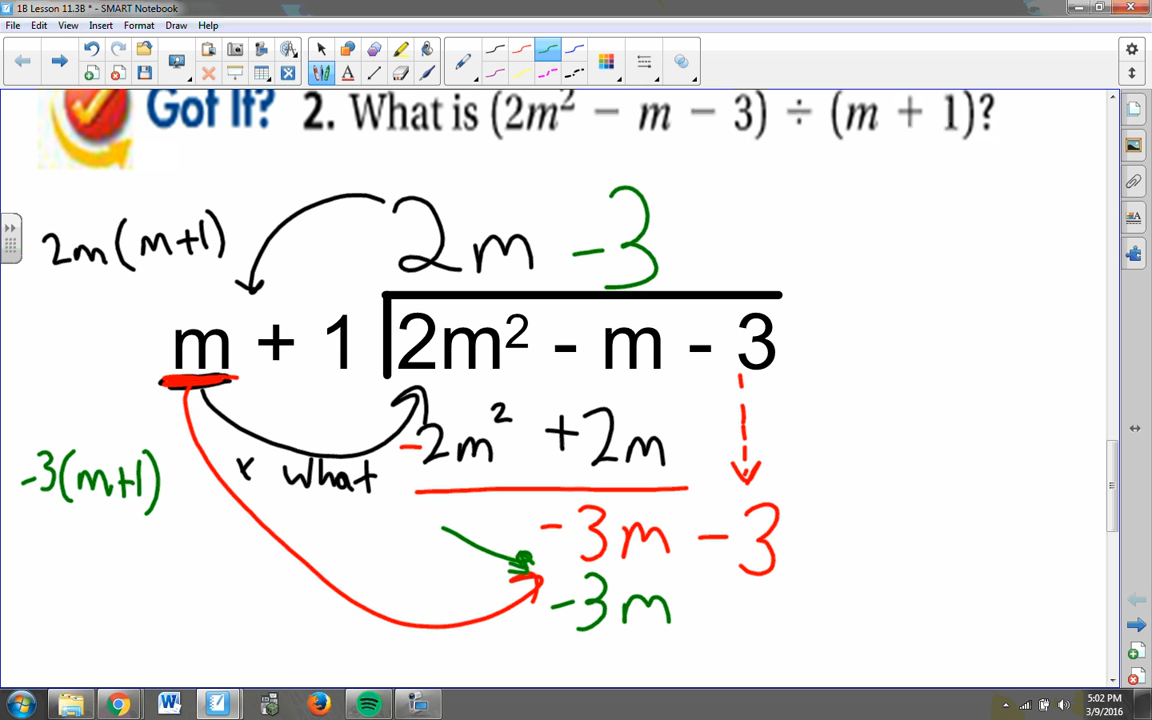 1B Lesson 11.3B * - SMART Notebook
File Edit View Insert Format Draw Help
Got It? 2. What is (2m² − m − 3) ÷ (m + 1)?
2m(m+1)
2m -3
m + 1 2m² - m - 3
-2m² +2m
x what
-3(m+1)
-3m -3
-3m
5:02 PM
3/9/2016